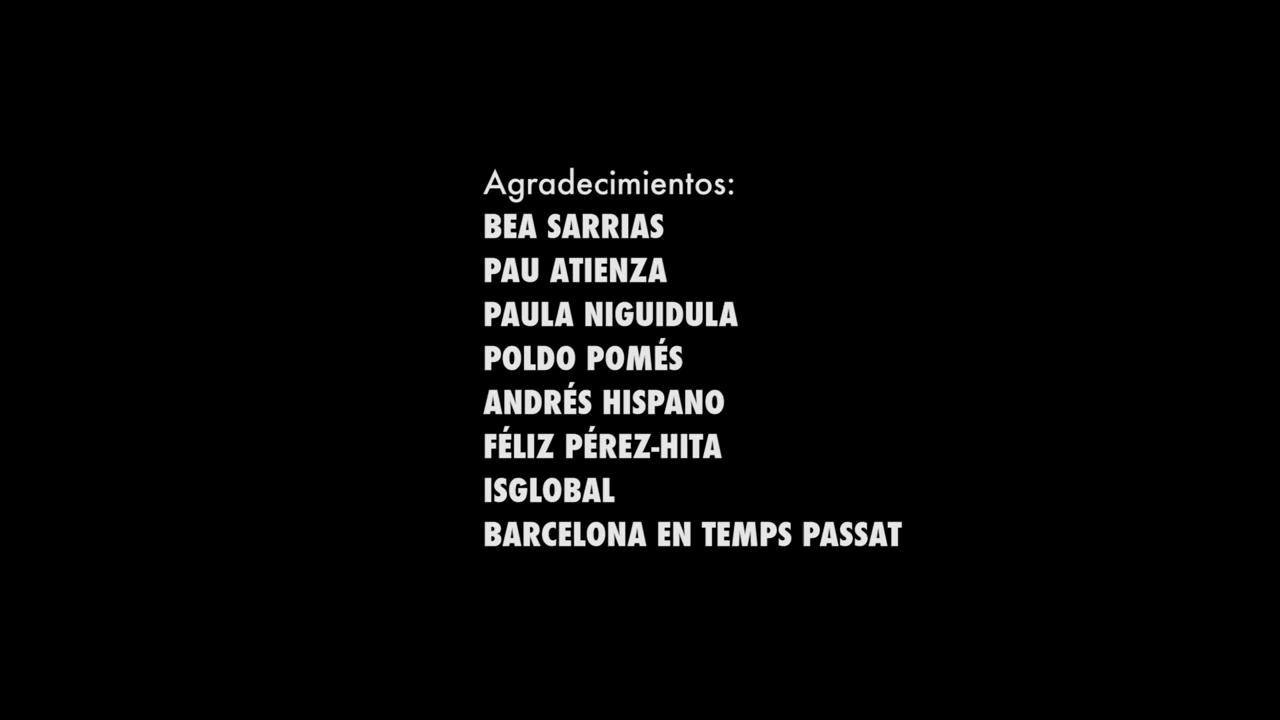 Agradecimientos:
BEA SARRIAS
PAU ATIENZA
PAULA NIGUIDULA
POLDO POMÉS
ANDRÉS HISPANO
FÉLIZ PÉREZ-HITA
ISGLOBAL
BARCELONA EN TEMPS PASSAT